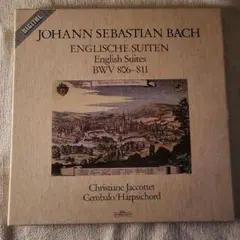 DIGITAL
JOHANN SEBASTIAN BACH
ENGLISCHE SUITEN
English Suites
BWV 806-811
Christiane Jaccottet
Cembalo/Harpsichord